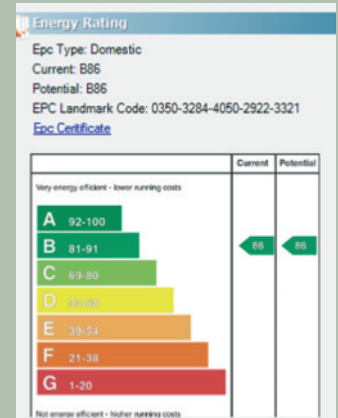 Energy Rating
Epc Type: Domestic
Current: B86
Potential: B86
EPC Landmark Code: 0350-3284-4050-2922-3321
Epc Certificate
Current Potential
Very energy efficient - lower running costs
A 92-100
B 81-91 86 86
C 69-80
D
E 39-54
F 21-38
G 1-20
Not energy efficient - higher running costs